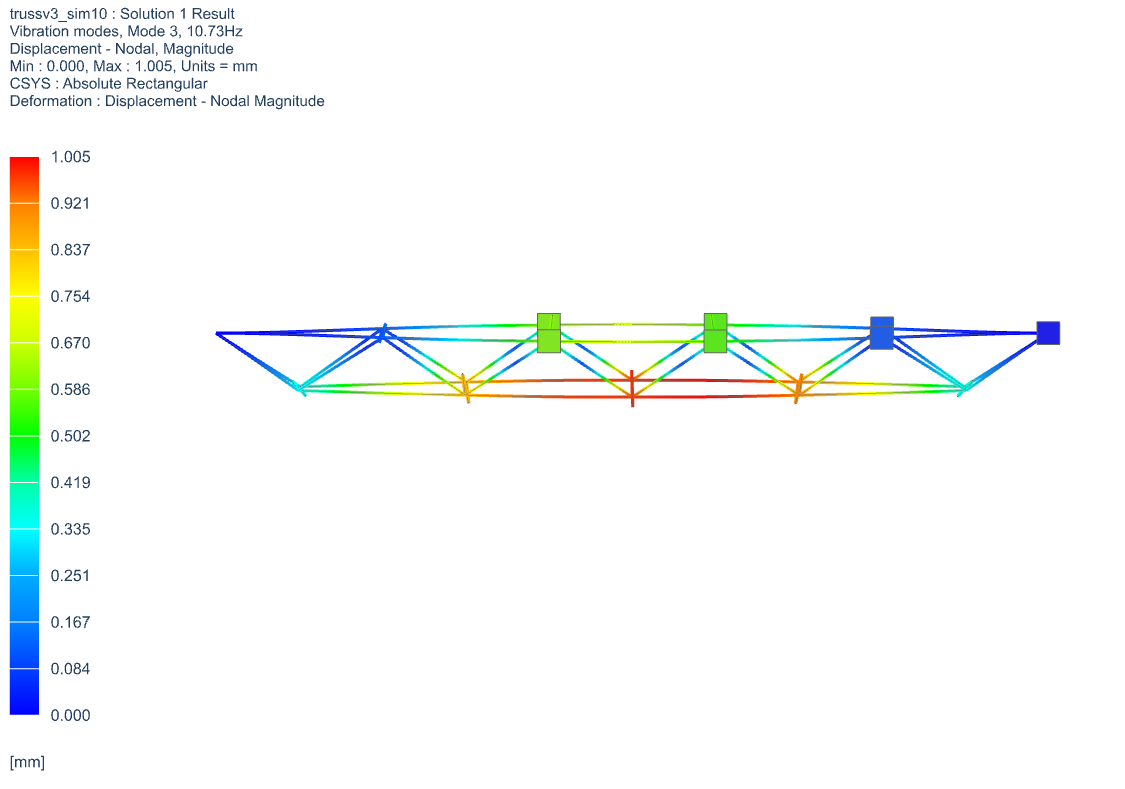 trussv3_sim10 : Solution 1 Result
Vibration modes, Mode 3, 10.73Hz
Displacement - Nodal, Magnitude
Min : 0.000, Max : 1.005, Units = mm
CSYS : Absolute Rectangular
Deformation : Displacement - Nodal Magnitude
1.005
0.921
0.837
0.754
0.670
0.586
0.502
0.419
0.335
0.251
0.167
0.084
0.000
[mm]